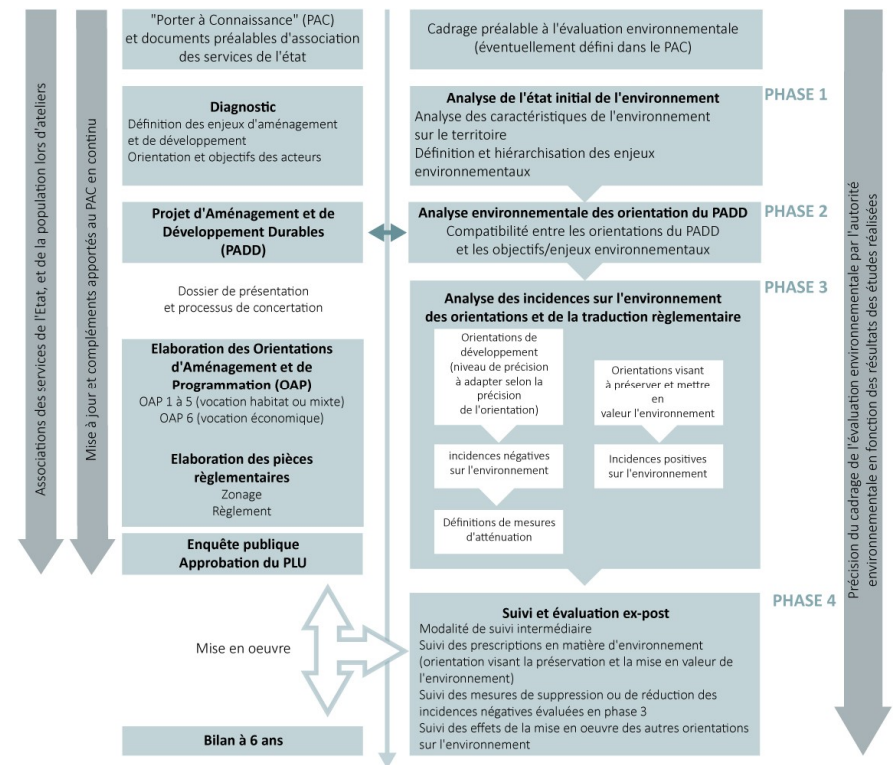 Associations des services de l'Etat, et de la population lors d'ateliers
Mise à jour et compléments apportés au PAC en continu
"Porter à Connaissance" (PAC)
et documents préalables d'association
des services de l'état
Diagnostic
Définition des enjeux d'aménagement
et de développement
Orientation et objectifs des acteurs
Projet d'Aménagement et de
Développement Durables
(PADD)
Dossier de présentation
et processus de concertation
Elaboration des Orientations
d'Aménagement et de
Programmation (OAP)
OAP 1 à 5 (vocation habitat ou mixte)
OAP 6 (vocation économique)
Elaboration des pièces
règlementaires
Zonage
Règlement
Enquête publique
Approbation du PLU
Mise en oeuvre
Bilan à 6 ans
Cadrage préalable à l'évaluation environnementale
(éventuellement défini dans le PAC)
PHASE 1
Analyse de l'état initial de l'environnement
Analyse des caractéristiques de l'environnement
sur le territoire
Définition et hiérarchisation des enjeux
environnementaux
PHASE 2
Analyse environnementale des orientation du PADD
Compatibilité entre les orientations du PADD
et les objectifs/enjeux environnementaux
PHASE 3
Analyse des incidences sur l'environnement
des orientations et de la traduction règlementaire
Orientations de
développement
(niveau de précision
à adapter selon la
précision
de l'orientation)
Orientations visant
à préserver et mettre
en
valeur l'environnement
incidences négatives
sur l'environnement
Incidences positives
sur l'environnement
Définitions de mesures
d'atténuation
PHASE 4
Suivi et évaluation ex-post
Modalité de suivi intermédiaire
Suivi des prescriptions en matière d'environnement
(orientation visant la préservation et la mise en valeur de
l'environnement)
Suivi des mesures de suppression ou de réduction des
incidences négatives évaluées en phase 3
Suivi des effets de la mise en oeuvre des autres orientations
sur l'environnement
Précision du cadrage de l'évaluation environnementale par l'autorité
environnementale en fonction des résultats des études réalisées